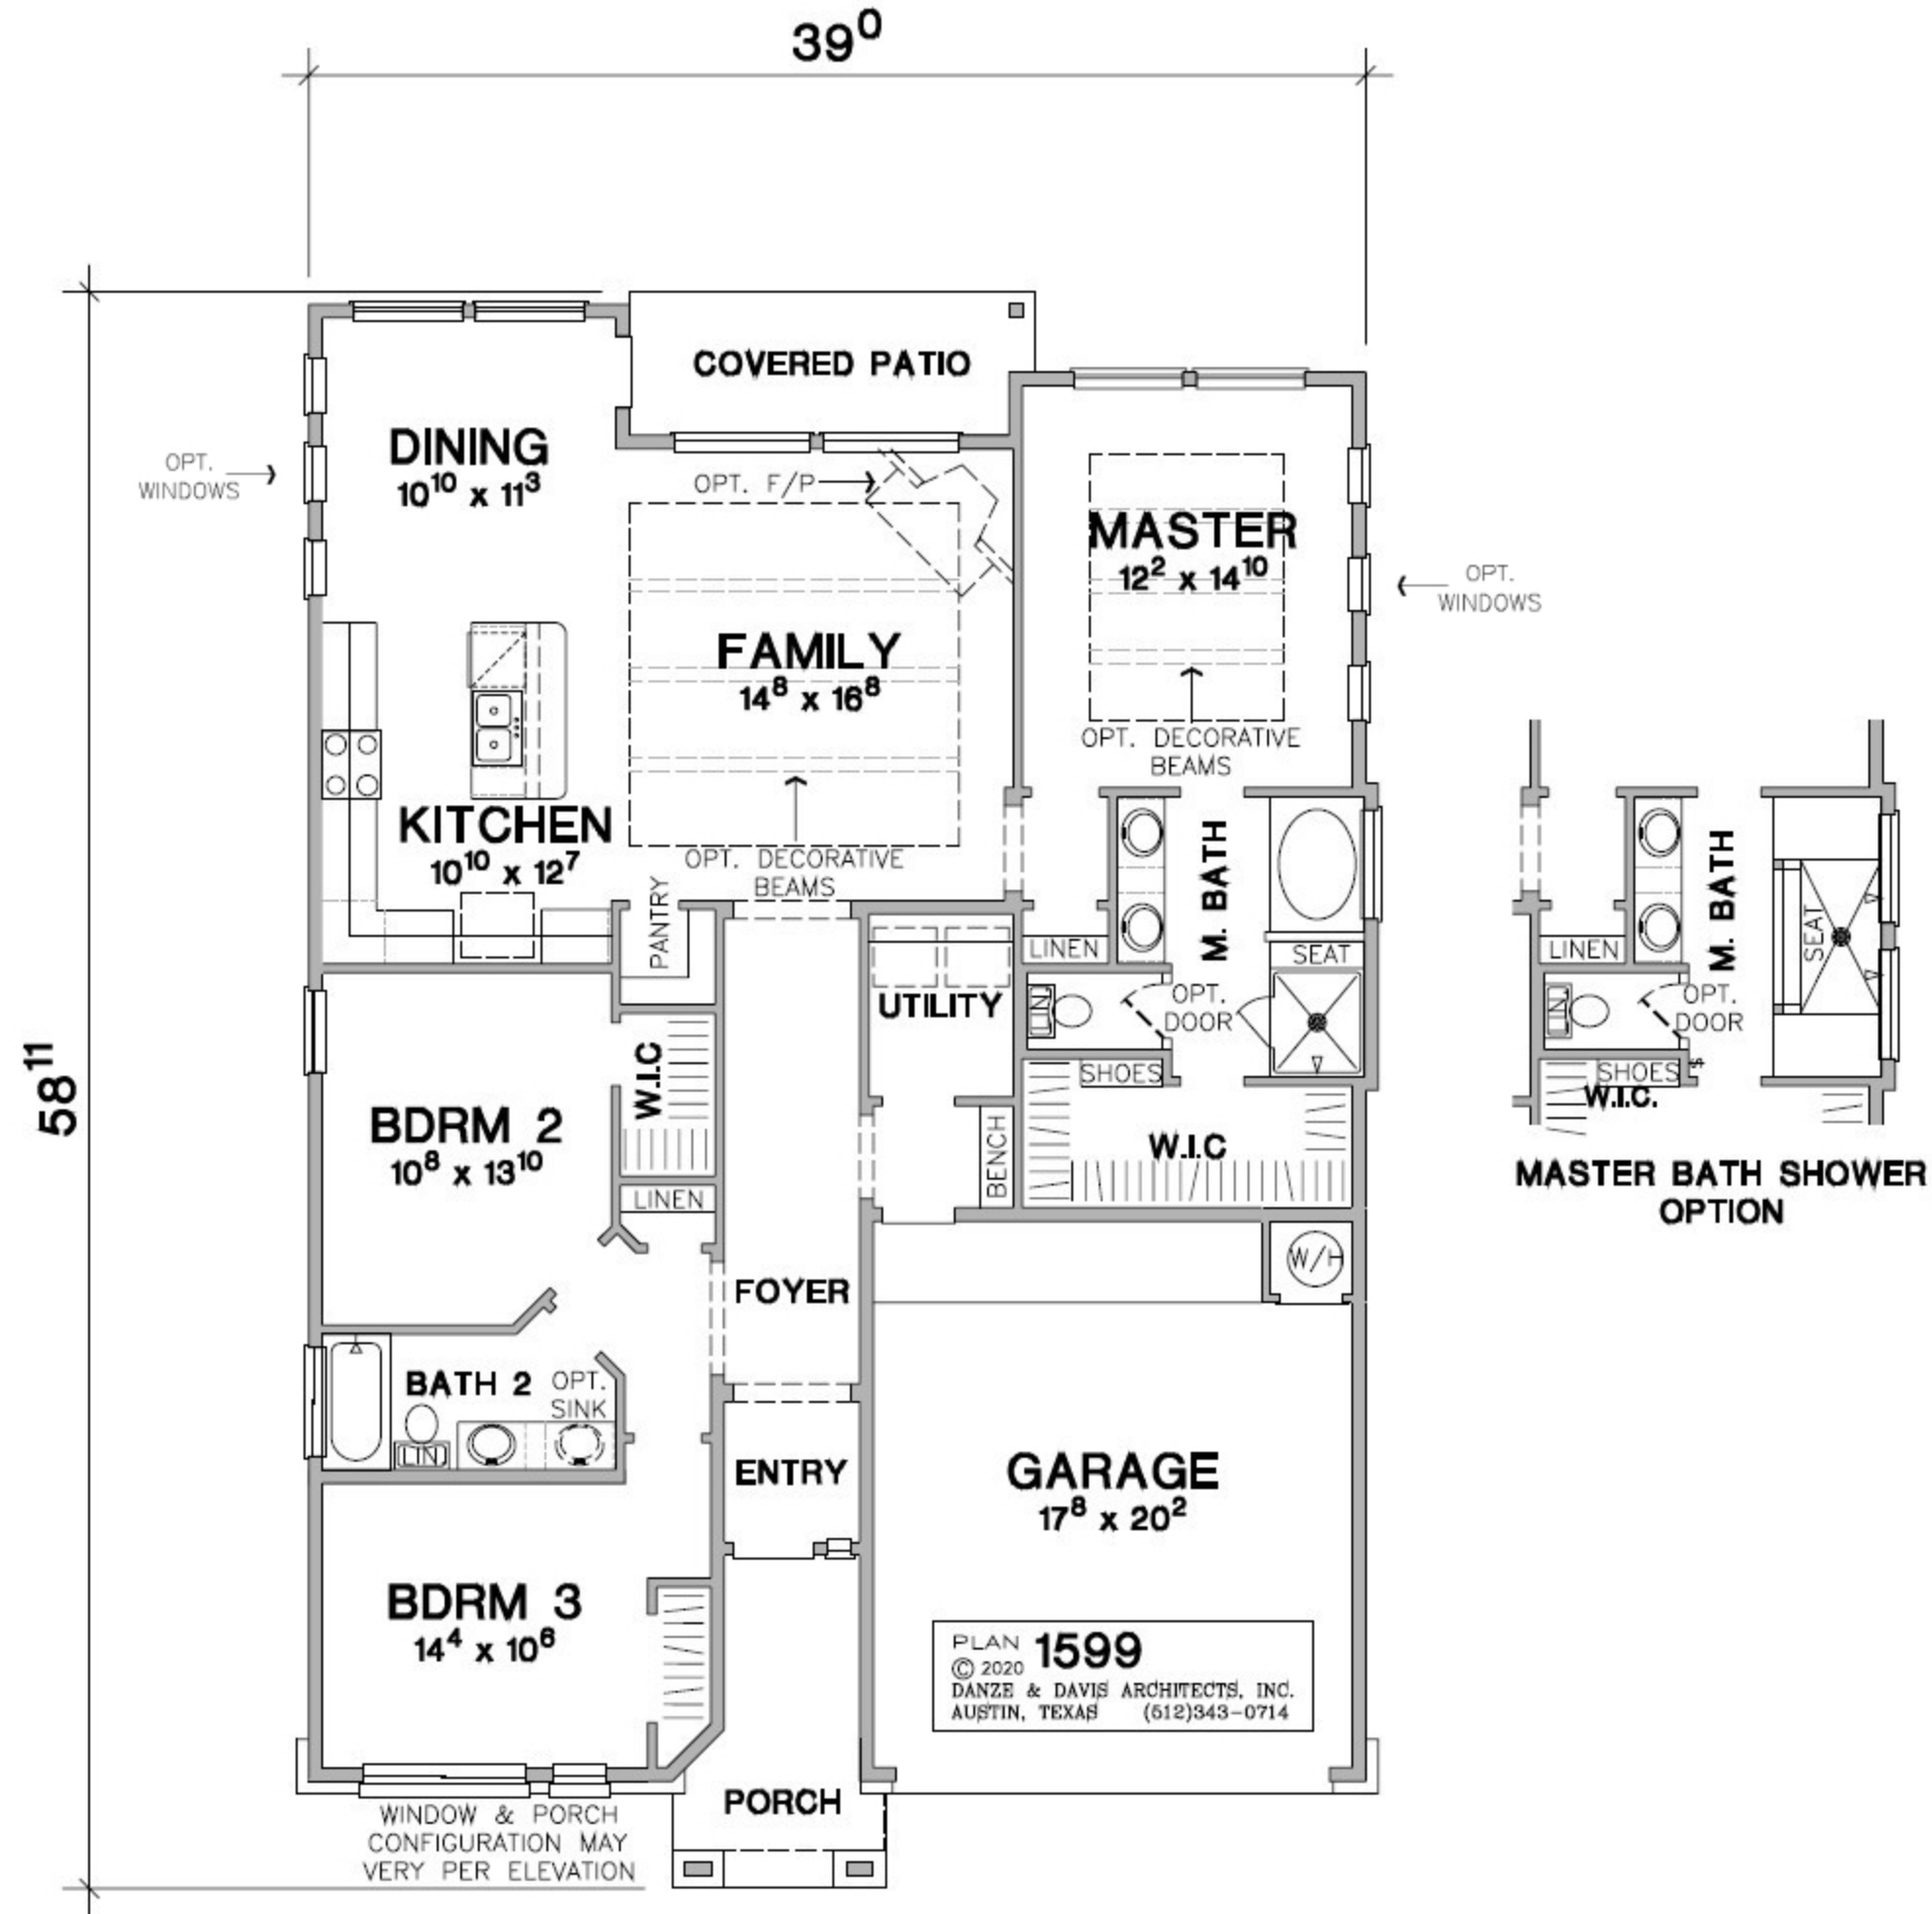 39⁰
COVERED PATIO
DINING
10¹⁰ x 11³
OPT.
WINDOWS
OPT. F/P
MASTER
12² x 14¹⁰
OPT.
WINDOWS
FAMILY
14⁸ x 16⁸
OPT. DECORATIVE
BEAMS
KITCHEN
10¹⁰ x 12⁷
OPT. DECORATIVE
BEAMS
PANTRY
M. BATH
LINEN
SEAT
UTILITY
LIN
OPT.
DOOR
SHOES
W.I.C
58¹¹
BDRM 2
10⁸ x 13¹⁰
W.I.C
LINEN
BENCH
M. BATH
SEAT
LINEN
LIN
OPT.
DOOR
SHOES
W.I.C.
MASTER BATH SHOWER
OPTION
W/H
FOYER
BATH 2
OPT.
SINK
LIN
ENTRY
GARAGE
17⁸ x 20²
BDRM 3
14⁴ x 10⁶
PLAN 1599
© 2020
DANZE & DAVIS ARCHITECTS, INC.
AUSTIN, TEXAS (512)343-0714
PORCH
WINDOW & PORCH
CONFIGURATION MAY
VERY PER ELEVATION